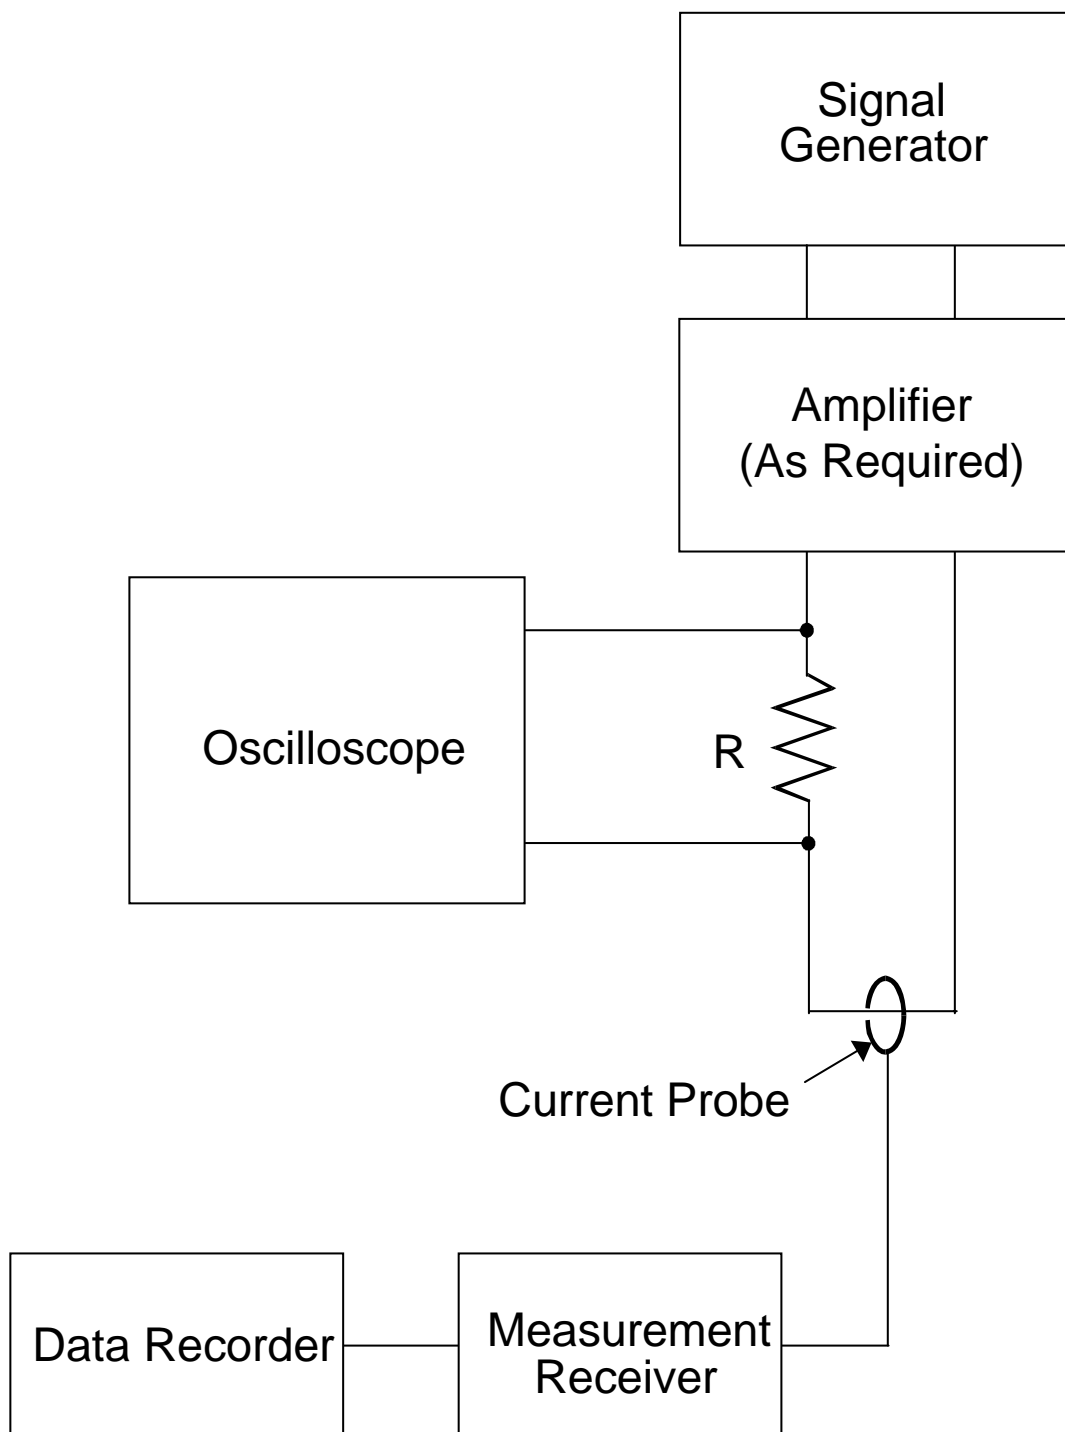 Signal
Generator
Amplifier
(As Required)
Oscilloscope
R
Current Probe
Data Recorder
Measurement
Receiver